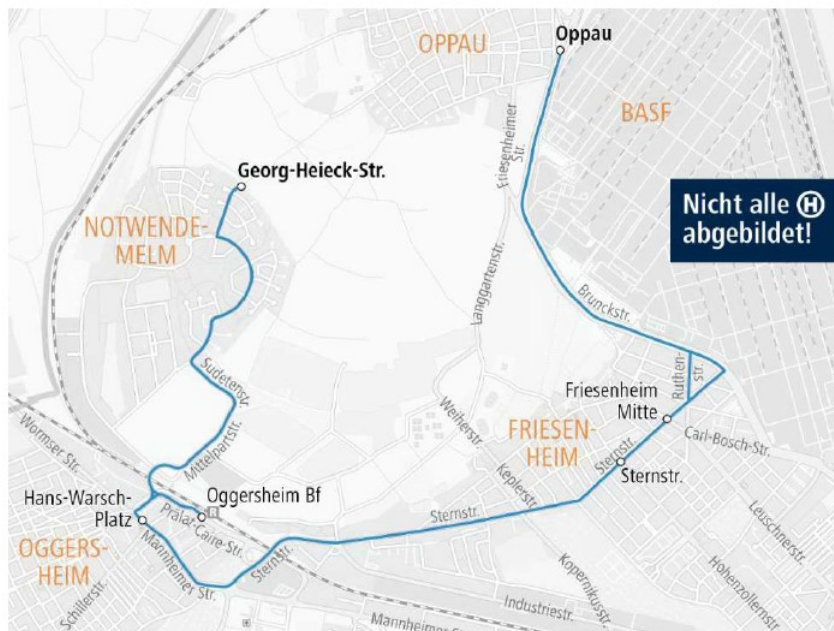 OPPAU
Oppau
BASF
Friesenheimer
Str.
Georg-Heieck-Str.
Nicht alle H
abgebildet!
NOTWENDE-
MELM
Langgartenstr.
Brunckstr.
Sudetenstr.
Ruthen-
str.
Friesenheim
Mitte
Mittelpartstr.
Weiherstr.
FRIESEN-
HEIM
Carl-Bosch-Str.
Wormser Str.
Sternstr.
Sternstr.
Keplerstr.
Hans-Warsch-
Platz
Oggersheim Bf
R
Prälat-Caire-Str.
Sternstr.
Leuschnerstr.
OGGERS-
HEIM
Mannheimer Str.
Sternstr.
Hohenzollernstr.
Kopernikusstr.
Schillerstr.
Industriestr.
Mannheimer Str.